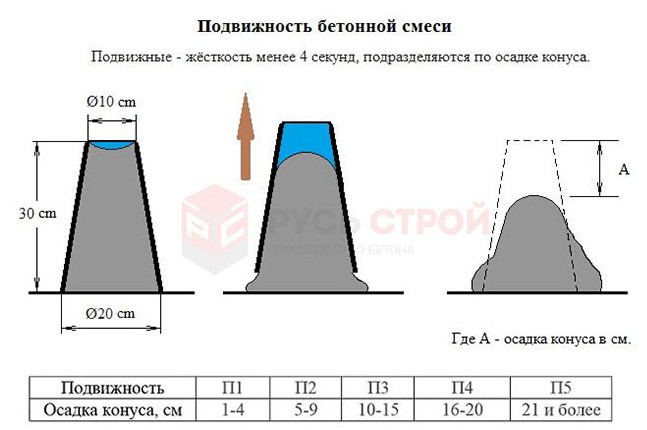 Подвижность бетонной смеси
Подвижные - жёсткость менее 4 секунд, подразделяются по осадке конуса.
Ø10 cm
30 cm
Ø20 cm
А
РУСЬ СТРОЙ
ПРОИЗВОДСТВО БЕТОНА
Где А - осадка конуса в см.
Подвижность П1 П2 П3 П4 П5
Осадка конуса, см 1-4 5-9 10-15 16-20 21 и более